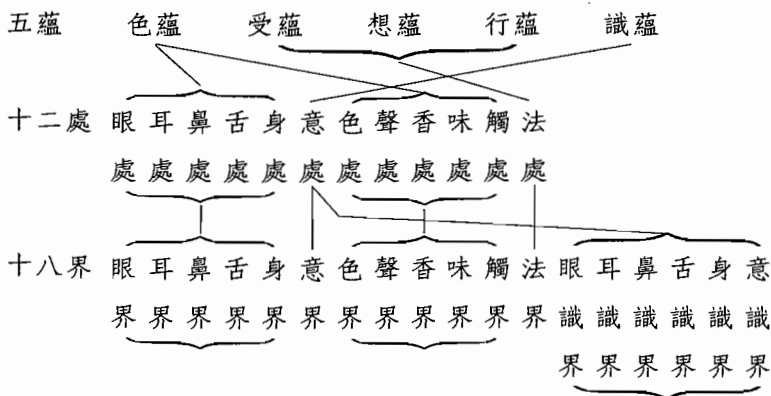 五蘊 色蘊 受蘊 想蘊 行蘊 識蘊
十二處 眼 耳 鼻 舌 身 意 色 聲 香 味 觸 法
處 處 處 處 處 處 處 處 處 處 處 處
十八界 眼 耳 鼻 舌 身 意 色 聲 香 味 觸 法 眼 耳 鼻 舌 身 意
界 界 界 界 界 界 界 界 界 界 界 界 識 識 識 識 識 識
界 界 界 界 界 界